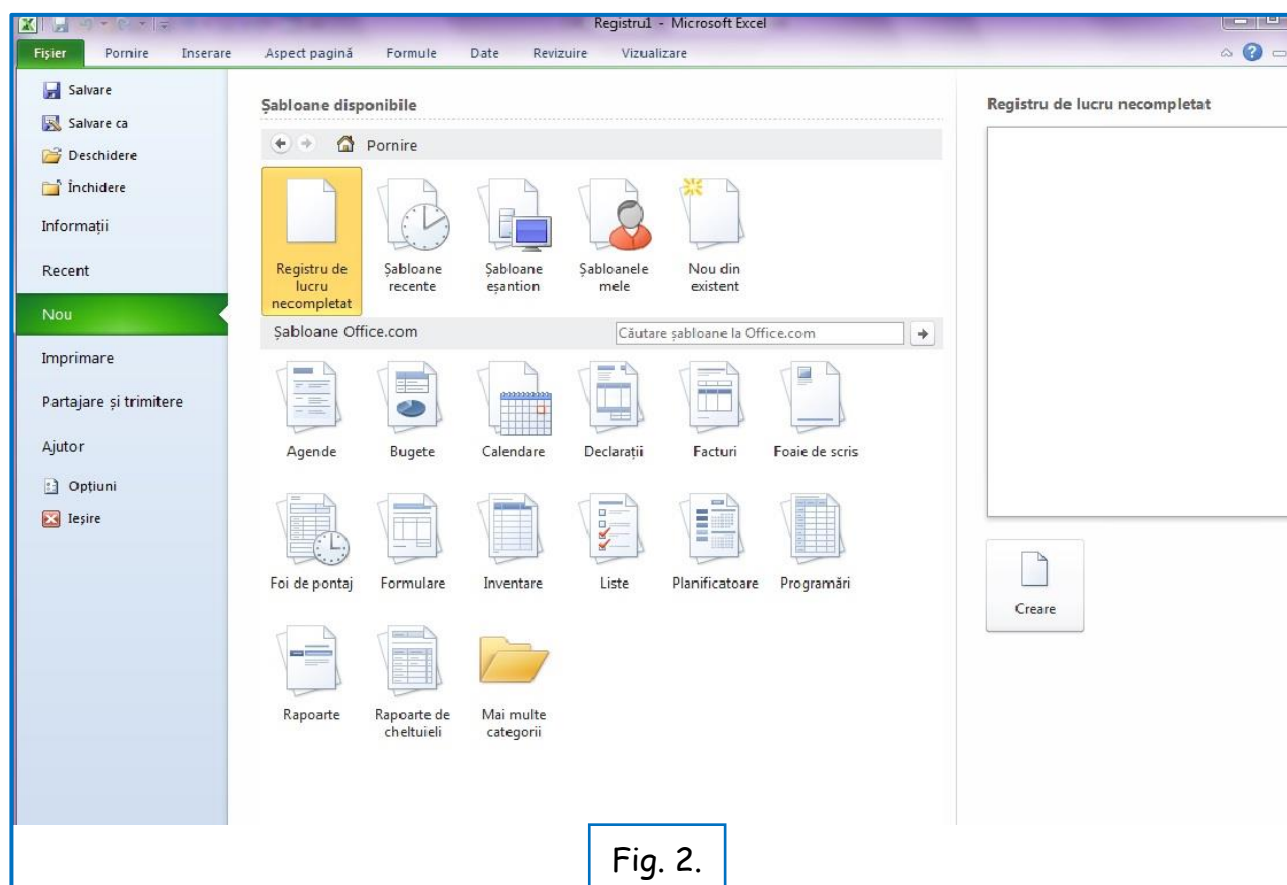 Registru1 - Microsoft Excel
Fișier Pornire Inserare Aspect pagină Formule Date Revizuire Vizualizare
Salvare
Salvare ca
Deschidere
Închidere
Informații
Recent
Nou
Imprimare
Partajare și trimitere
Ajutor
Opțiuni
Ieșire
Șabloane disponibile
Pornire
Registru de
lucru
necompletat
Șabloane
recente
Șabloane
eșantion
Șabloanele
mele
Nou din
existent
Șabloane Office.com
Căutare șabloane la Office.com
Agende
Bugete
Calendare
Declarații
Facturi
Foaie de scris
Foi de pontaj
Formulare
Inventare
Liste
Planificatoare
Programări
Rapoarte
Rapoarte de
cheltuieli
Mai multe
categorii
Registru de lucru necompletat
Creare
Fig. 2.